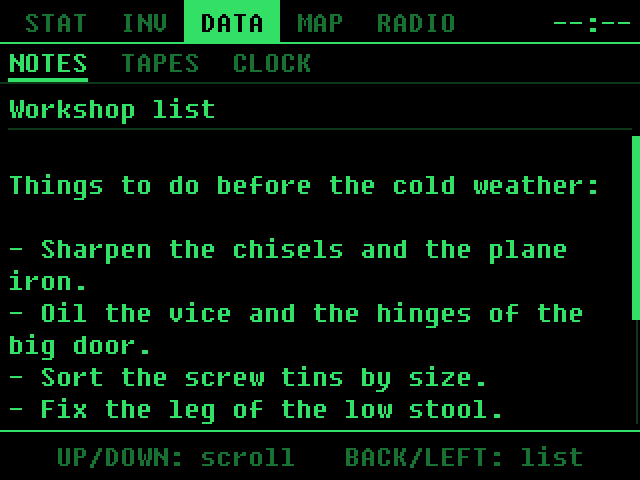 STAT INV DATA MAP RADIO --:--
NOTES TAPES CLOCK
Workshop list
Things to do before the cold weather:
- Sharpen the chisels and the plane
iron.
- Oil the vice and the hinges of the
big door.
- Sort the screw tins by size.
- Fix the leg of the low stool.
UP/DOWN: scroll BACK/LEFT: list